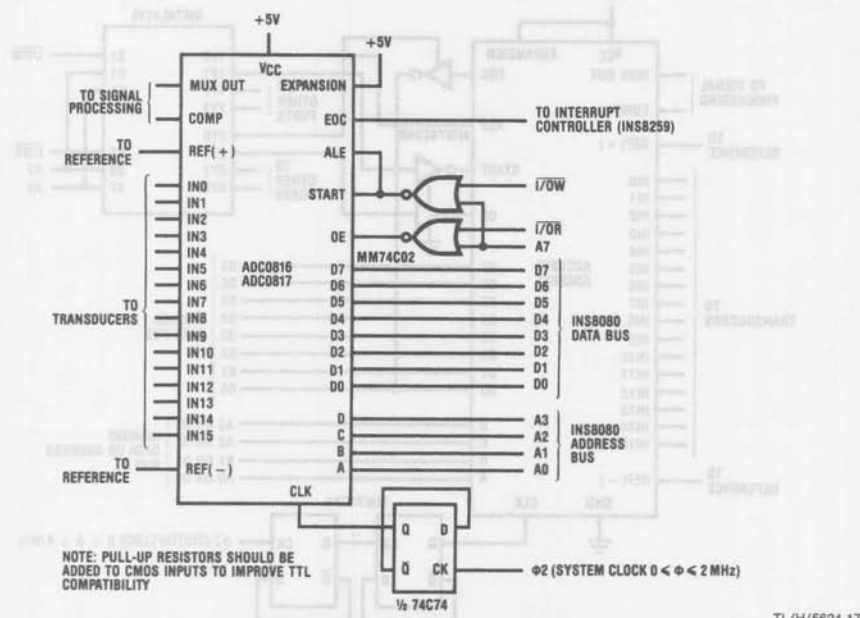 +5V
+5V
VCC
MUX OUT
EXPANSION
TO SIGNAL
PROCESSING
COMP
EOC
TO INTERRUPT
CONTROLLER (INS8259)
TO
REFERENCE
REF(+)
ALE
IN0
START
I/OW
IN1
IN2
I/OR
IN3
OE
A7
MM74C02
IN4
ADC0816
ADC0817
D7
D7
IN5
D6
D6
IN6
D5
D5
IN7
D4
D4
TO
TRANSDUCERS
IN8
D3
D3
INS8080
DATA BUS
IN9
D2
D2
IN10
D1
D1
IN11
D0
D0
IN12
IN13
IN14
D
A3
IN15
C
A2
INS8080
ADDRESS
BUS
B
A1
TO
REFERENCE
REF(−)
A
A0
CLK
Q
D
Q̅
CK
Φ2 (SYSTEM CLOCK 0 ≤ Φ ≤ 2 MHz)
½ 74C74
NOTE: PULL-UP RESISTORS SHOULD BE
ADDED TO CMOS INPUTS TO IMPROVE TTL
COMPATIBILITY